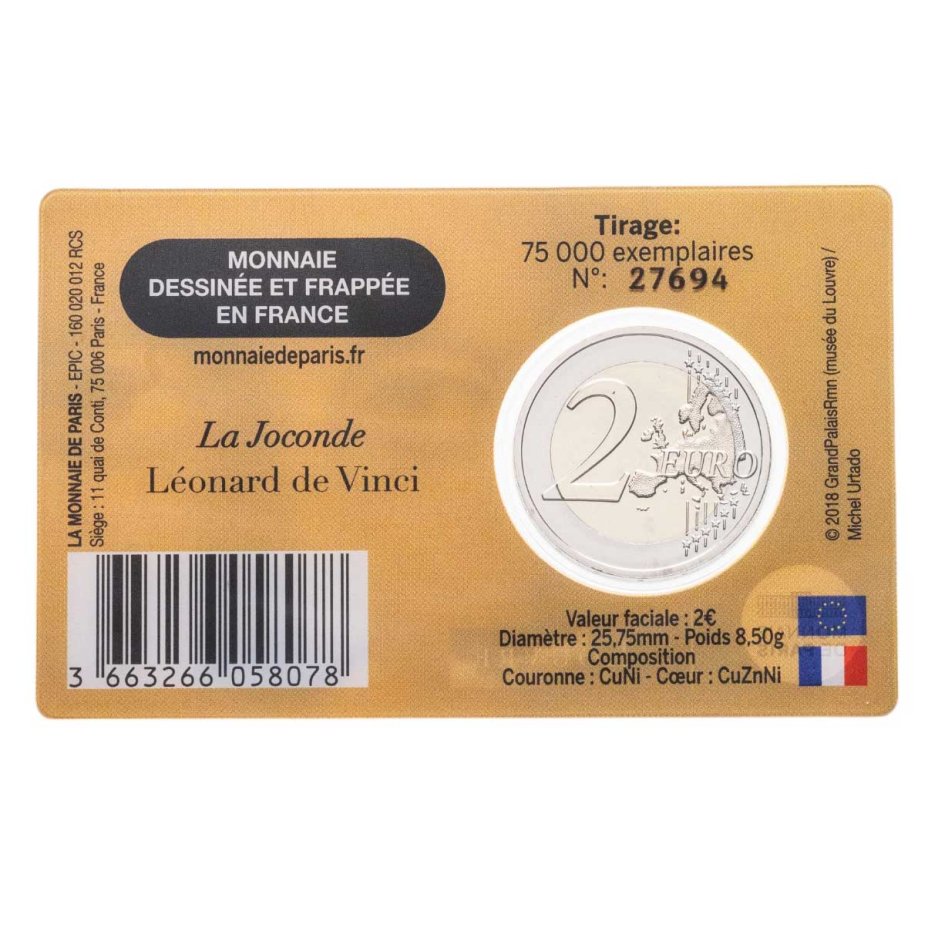 LA MONNAIE DE PARIS - EPIC - 160 020 012 RCS
Siège : 11 quai de Conti, 75 006 Paris - France
MONNAIE
DESSINÉE ET FRAPPÉE
EN FRANCE
monnaiedeparis.fr
La Joconde
Léonard de Vinci
3 663266 058078
Tirage:
75 000 exemplaires
N°: 27694
2 EURO
Valeur faciale : 2€
Diamètre : 25,75mm - Poids 8,50g
Composition
Couronne : CuNi - Cœur : CuZnNi
© 2018 GrandPalaisRmn (musée du Louvre) /
Michel Urtado